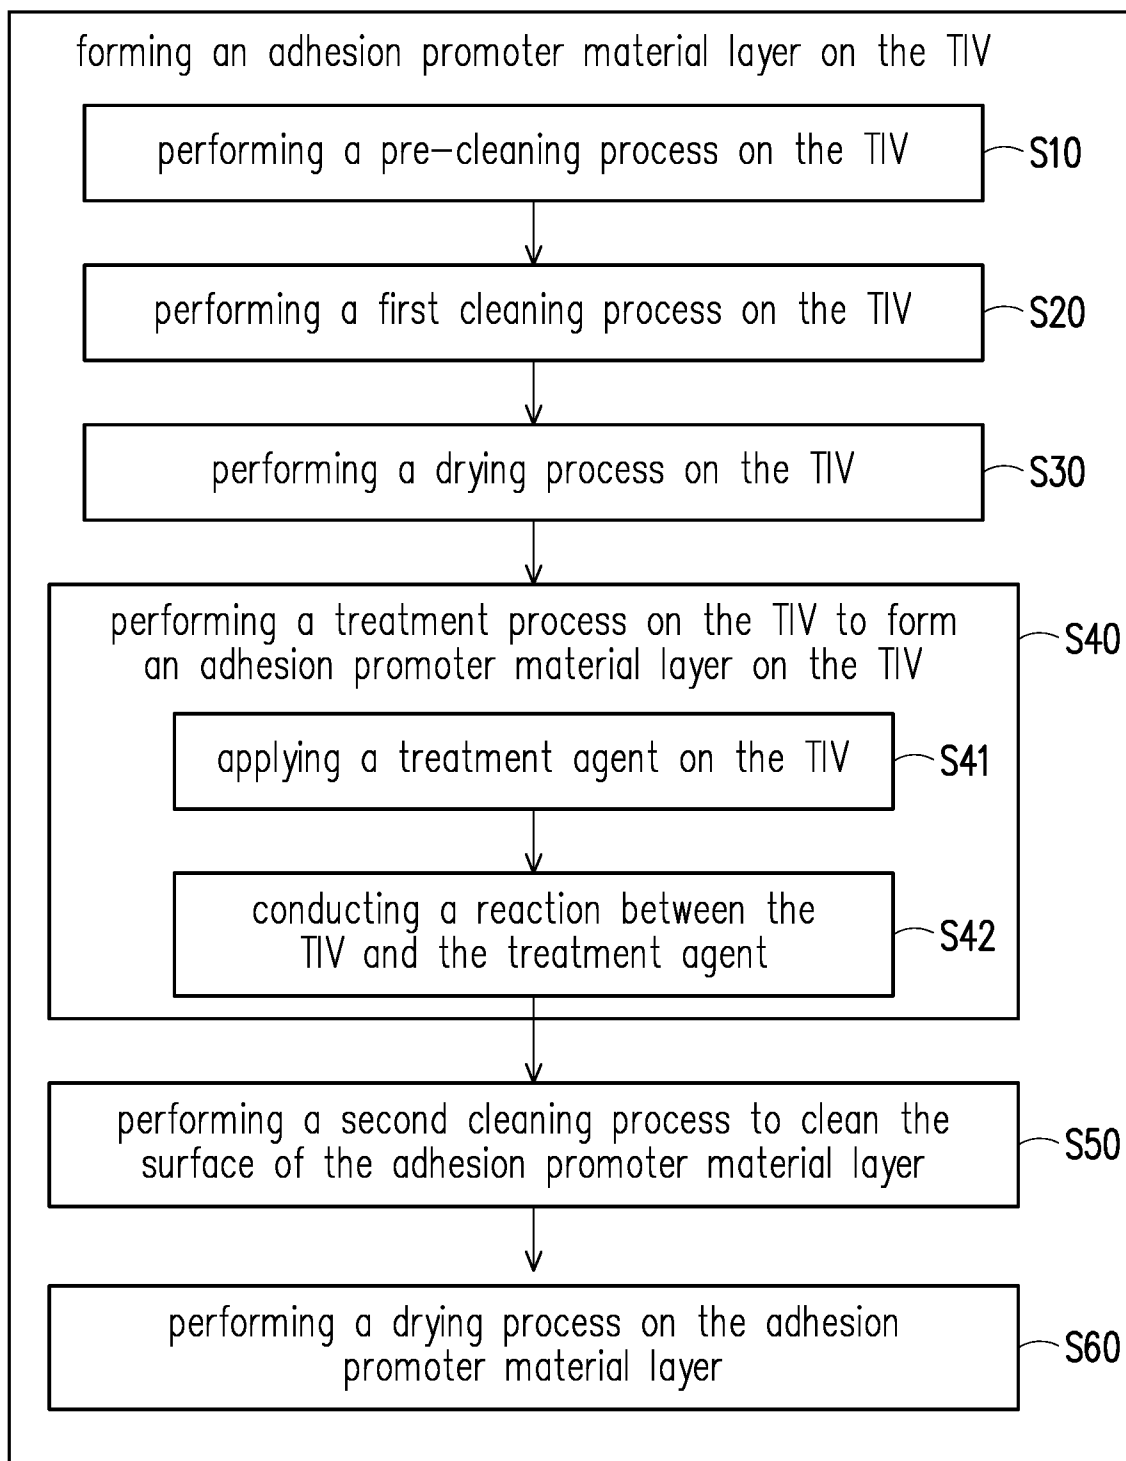 forming an adhesion promoter material layer on the TIV
performing a pre-cleaning process on the TIV
S10
performing a first cleaning process on the TIV
S20
performing a drying process on the TIV
S30
performing a treatment process on the TIV to form
an adhesion promoter material layer on the TIV
S40
applying a treatment agent on the TIV
S41
conducting a reaction between the
TIV and the treatment agent
S42
performing a second cleaning process to clean the
surface of the adhesion promoter material layer
S50
performing a drying process on the adhesion
promoter material layer
S60